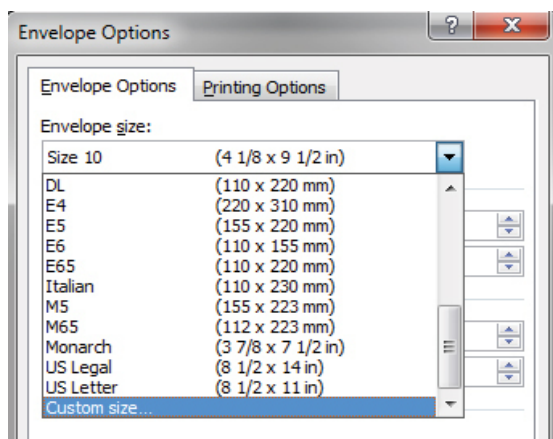 Envelope Options
Envelope Options Printing Options
Envelope size:
Size 10 (4 1/8 x 9 1/2 in)
DL (110 x 220 mm)
E4 (220 x 310 mm)
E5 (155 x 220 mm)
E6 (110 x 155 mm)
E65 (110 x 220 mm)
Italian (110 x 230 mm)
M5 (155 x 223 mm)
M65 (112 x 223 mm)
Monarch (3 7/8 x 7 1/2 in)
US Legal (8 1/2 x 14 in)
US Letter (8 1/2 x 11 in)
Custom size...